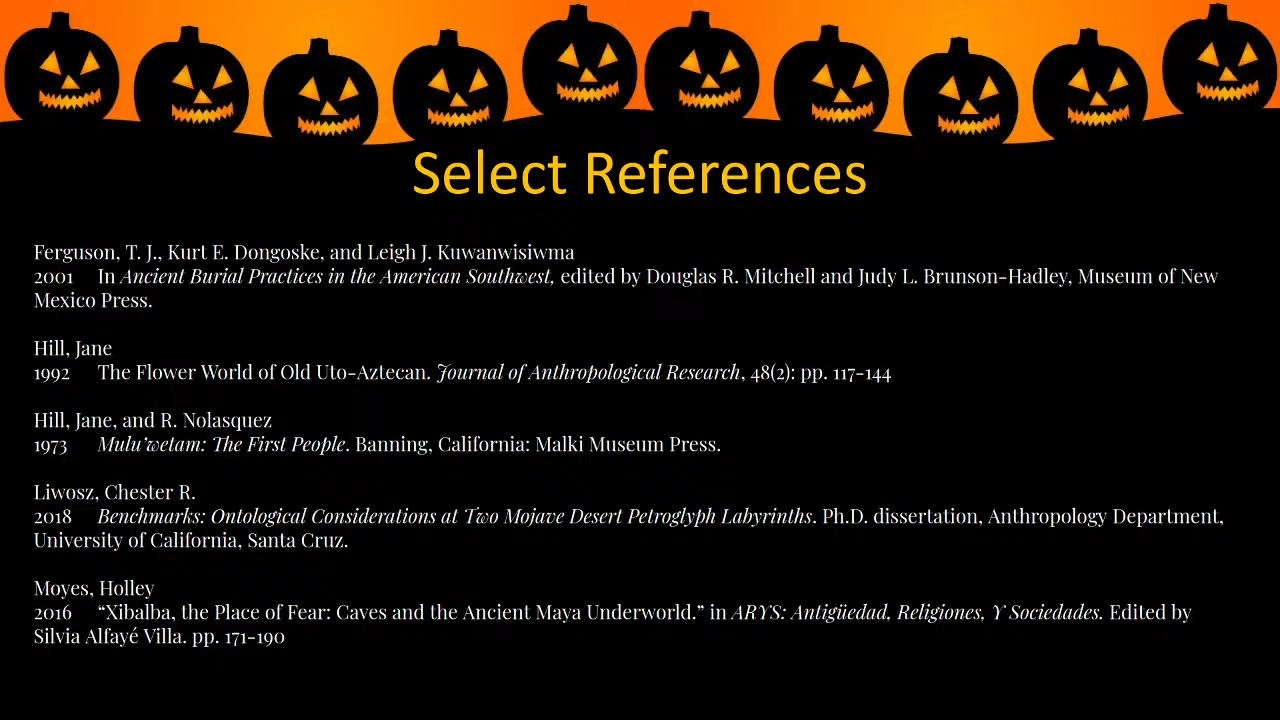 Select References
Ferguson, T. J., Kurt E. Dongoske, and Leigh J. Kuwanwisiwma
2001 In Ancient Burial Practices in the American Southwest, edited by Douglas R. Mitchell and Judy L. Brunson-Hadley, Museum of New
Mexico Press.
Hill, Jane
1992 The Flower World of Old Uto-Aztecan. Journal of Anthropological Research, 48(2): pp. 117-144
Hill, Jane, and R. Nolasquez
1973 Mulu’wetam: The First People. Banning, California: Malki Museum Press.
Liwosz, Chester R.
2018 Benchmarks: Ontological Considerations at Two Mojave Desert Petroglyph Labyrinths. Ph.D. dissertation, Anthropology Department,
University of California, Santa Cruz.
Moyes, Holley
2016 “Xibalba, the Place of Fear: Caves and the Ancient Maya Underworld.” in ARYS: Antigüedad, Religiones, Y Sociedades. Edited by
Silvia Alfayé Villa. pp. 171-190